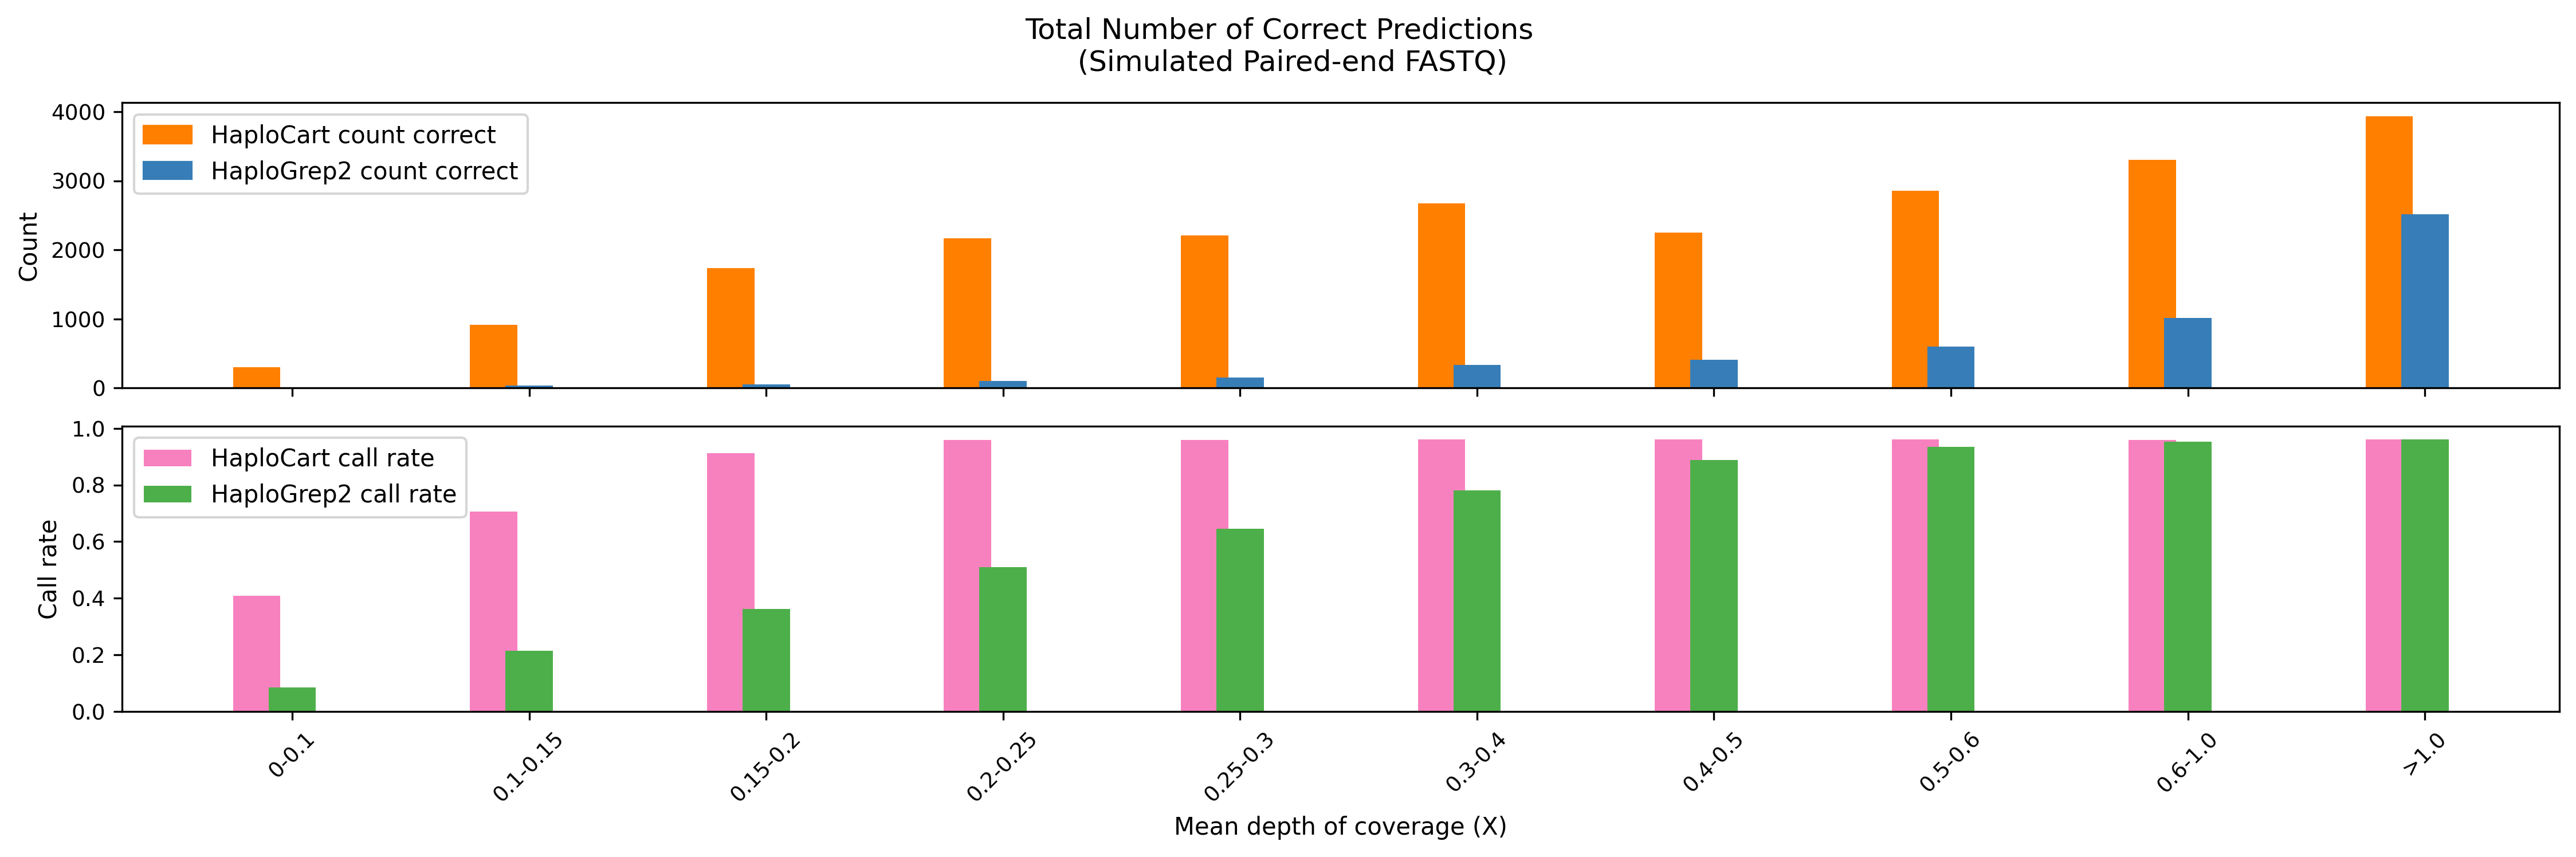 Total Number of Correct Predictions
(Simulated Paired-end FASTQ)
4000
3000
2000
1000
0
Count
HaploCart count correct
HaploGrep2 count correct
1.0
0.8
0.6
0.4
0.2
0.0
Call rate
HaploCart call rate
HaploGrep2 call rate
0-0.1
0.1-0.15
0.15-0.2
0.2-0.25
0.25-0.3
0.3-0.4
0.4-0.5
0.5-0.6
0.6-1.0
>1.0
Mean depth of coverage (X)